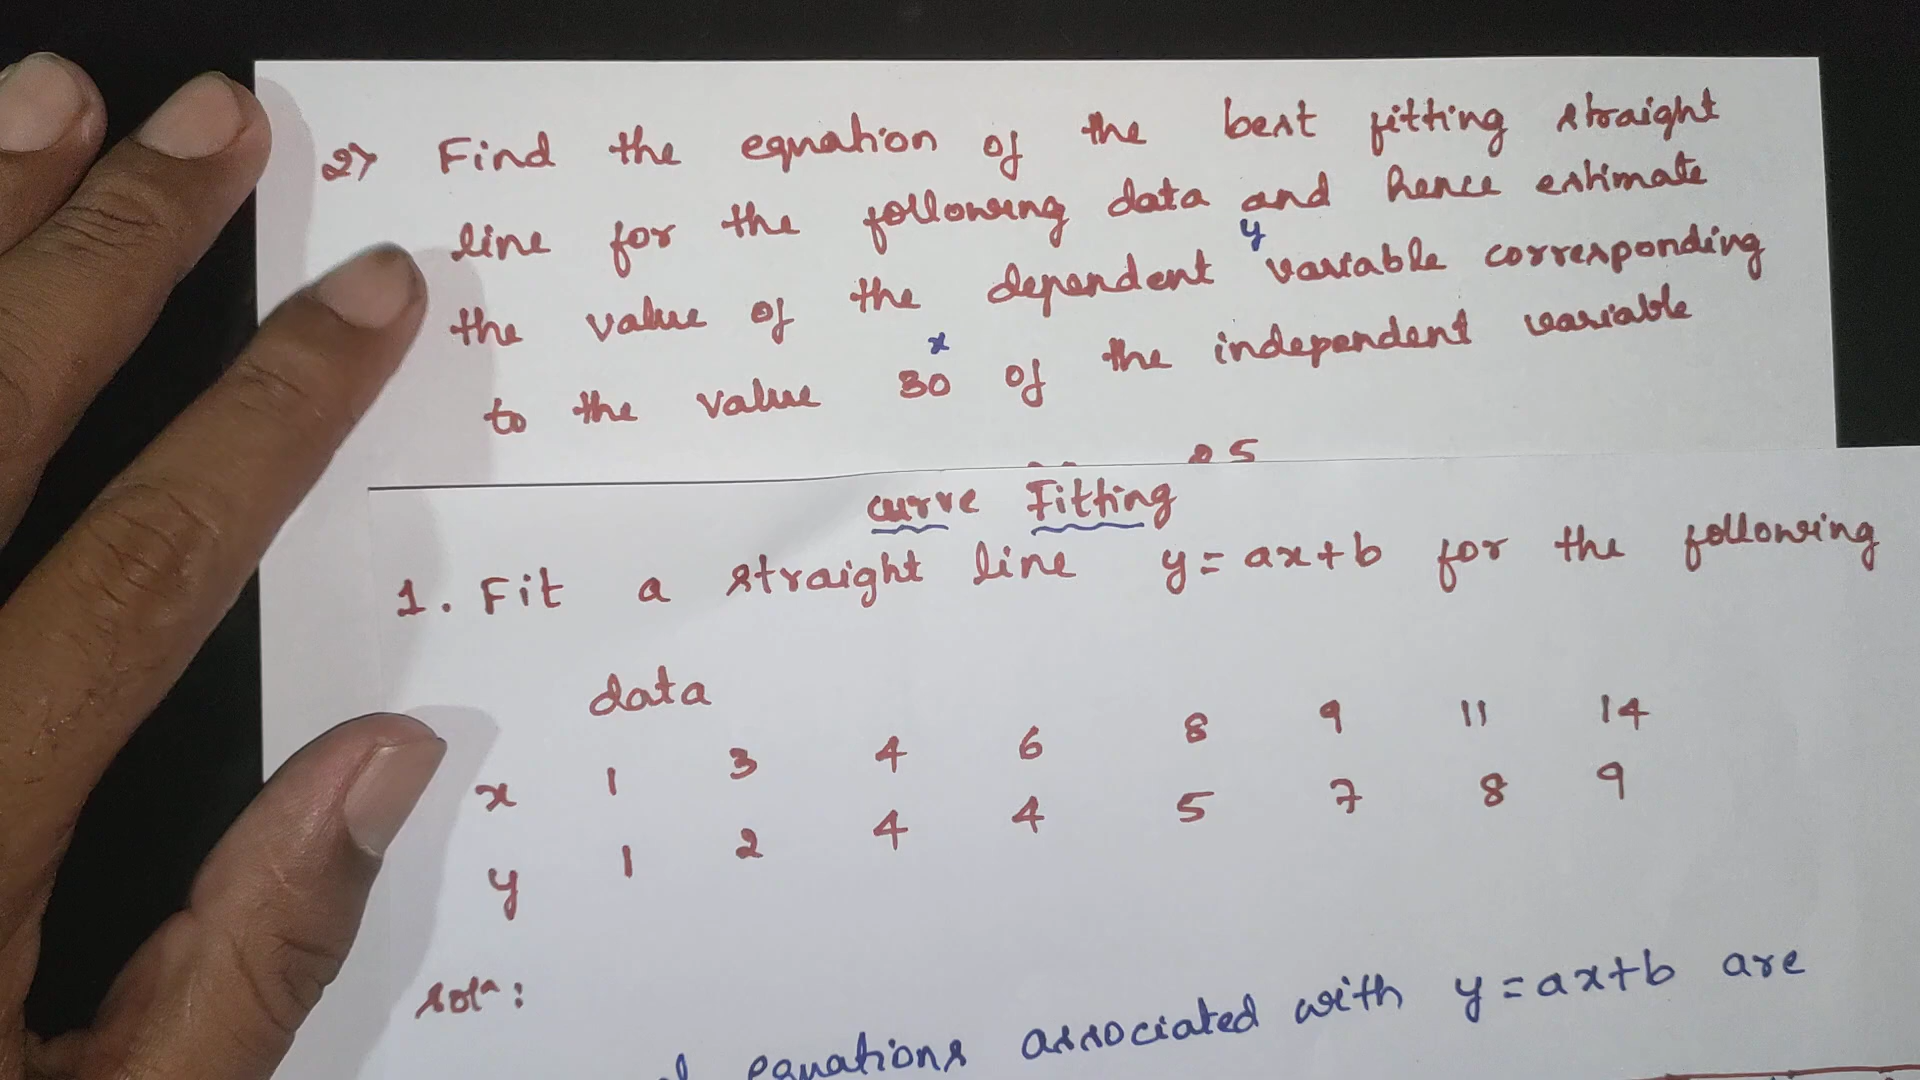 2) Find the equation of the best fitting straight
line for the following data and hence estimate
y
the value of the dependent variable corresponding
x
to the value 30 of the independent variable
25
Curve Fitting
1. Fit a straight line y = ax + b for the following
data
x 1 3 4 6 8 9 11 14
y 1 2 4 4 5 7 8 9
soln:
equations associated with y = ax + b are